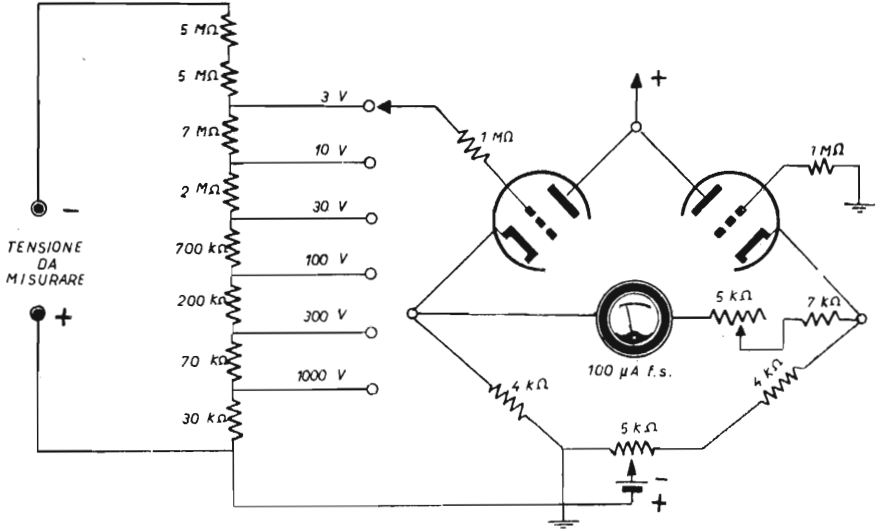 5 MΩ
5 MΩ
3 V
7 MΩ
10 V
2 MΩ
30 V
700 kΩ
100 V
200 kΩ
300 V
70 kΩ
1000 V
30 kΩ
-
TENSIONE
DA
MISURARE
+
1 MΩ
+
1 MΩ
100 µA f.s.
5 kΩ
7 kΩ
4 kΩ
5 kΩ
4 kΩ
-
+